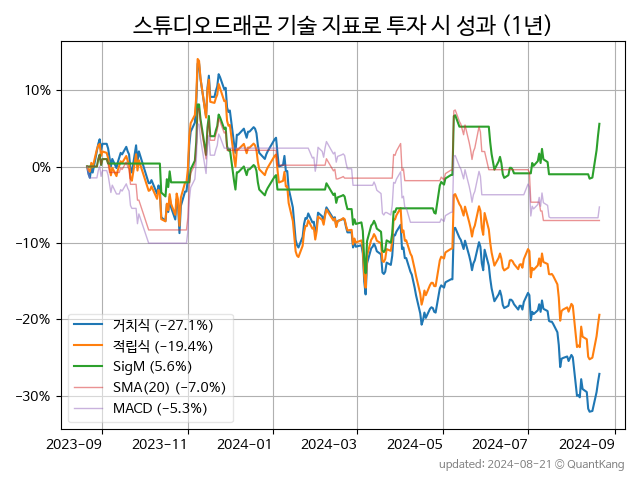 스튜디오드래곤 기술 지표로 투자 시 성과 (1년)
10%
0%
−10%
−20%
−30%
거치식 (−27.1%)
적립식 (−19.4%)
SigM (5.6%)
SMA(20) (−7.0%)
MACD (−5.3%)
2023-09 2023-11 2024-01 2024-03 2024-05 2024-07 2024-09
updated: 2024-08-21 © QuantKang